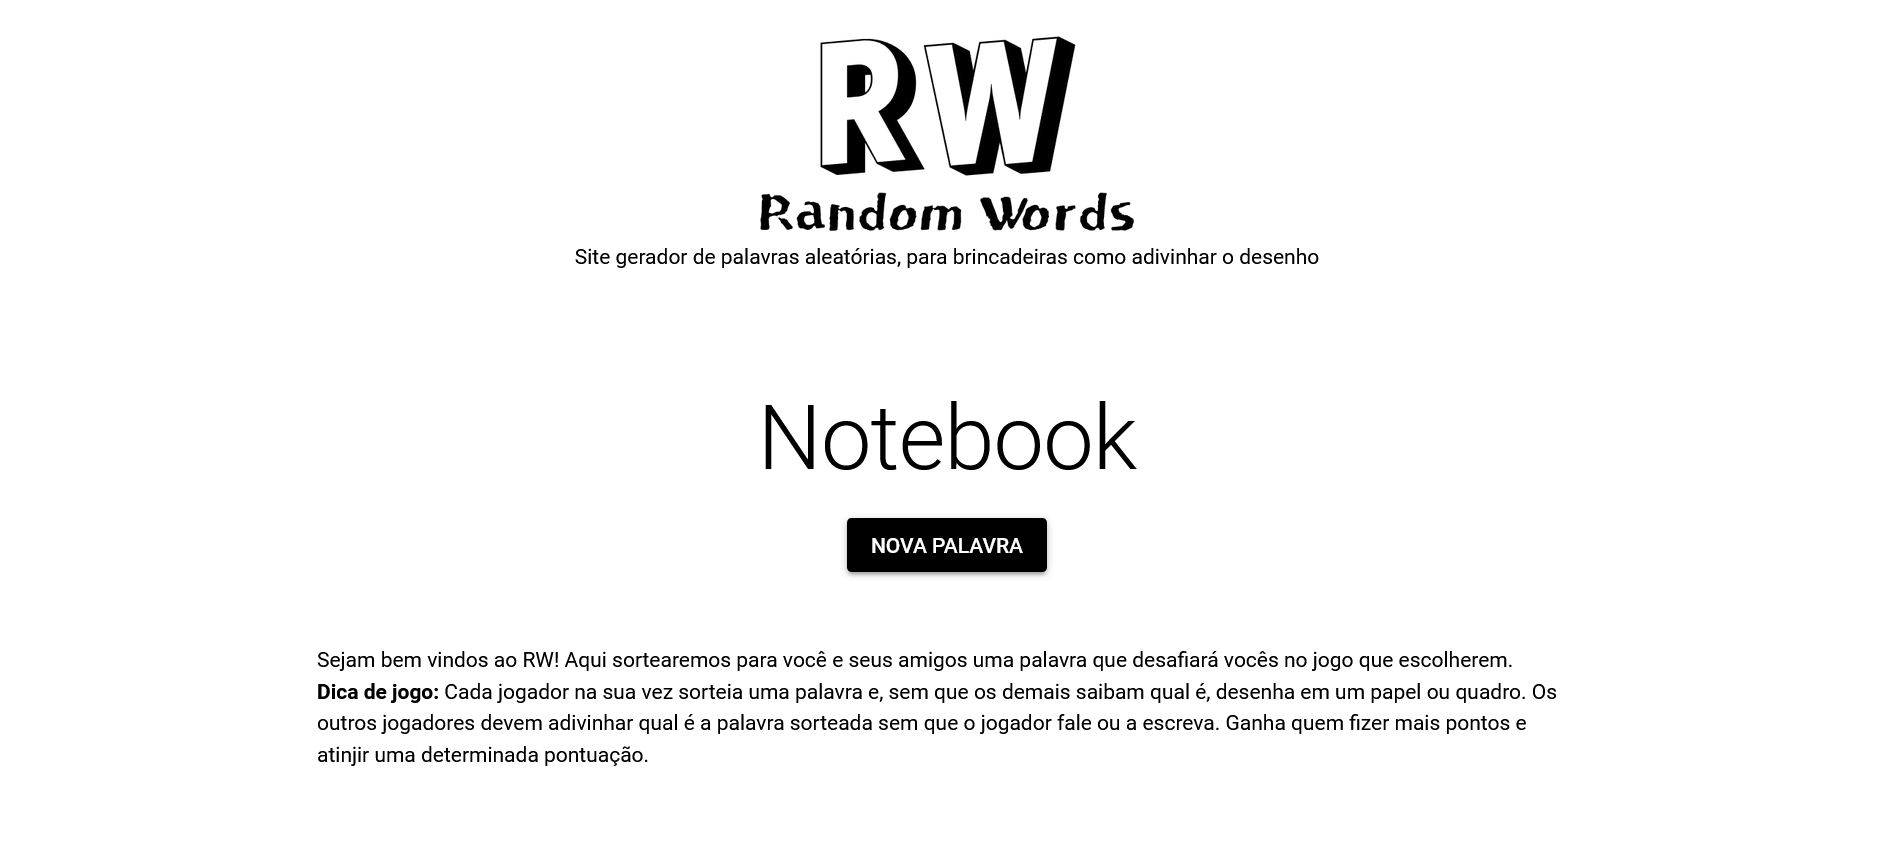 RW
Random Words
Site gerador de palavras aleatórias, para brincadeiras como adivinhar o desenho
Notebook
NOVA PALAVRA
Sejam bem vindos ao RW! Aqui sortearemos para você e seus amigos uma palavra que desafiará vocês no jogo que escolherem.
Dica de jogo: Cada jogador na sua vez sorteia uma palavra e, sem que os demais saibam qual é, desenha em um papel ou quadro. Os
outros jogadores devem adivinhar qual é a palavra sorteada sem que o jogador fale ou a escreva. Ganha quem fizer mais pontos e
atinjir uma determinada pontuação.